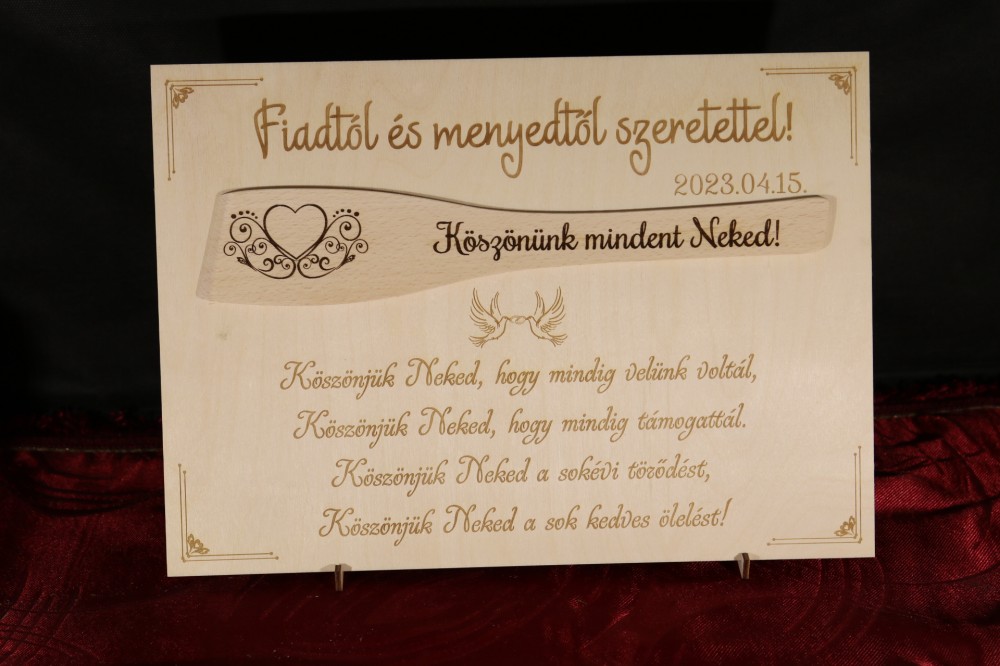 Fiadtól és menyedtől szeretettel!
2023.04.15.
Köszönünk mindent Neked!
Köszönjük Neked, hogy mindig velünk voltál,
Köszönjük Neked, hogy mindig támogattál.
Köszönjük Neked a sokévi törődést,
Köszönjük Neked a sok kedves ölelést!